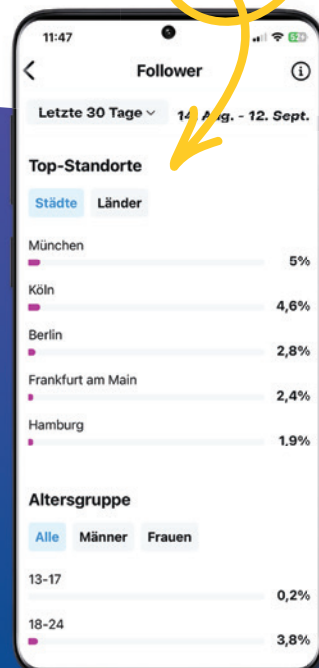 11:47
Follower
Letzte 30 Tage 14. Aug. - 12. Sept.
Top-Standorte
Städte Länder
München
5%
Köln
4,6%
Berlin
2,8%
Frankfurt am Main
2,4%
Hamburg
1,9%
Altersgruppe
Alle Männer Frauen
13-17
0,2%
18-24
3,8%